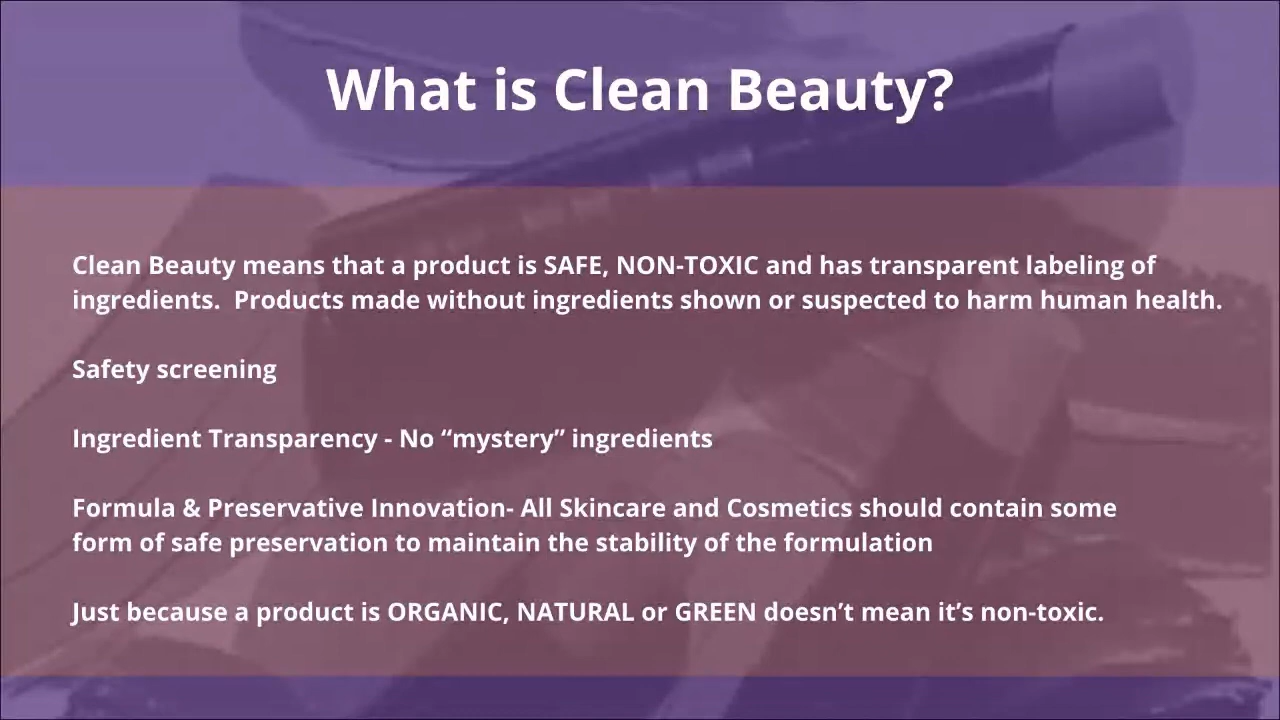 What is Clean Beauty?
Clean Beauty means that a product is SAFE, NON-TOXIC and has transparent labeling of
ingredients.  Products made without ingredients shown or suspected to harm human health.
Safety screening
Ingredient Transparency - No “mystery” ingredients
Formula & Preservative Innovation- All Skincare and Cosmetics should contain some
form of safe preservation to maintain the stability of the formulation
Just because a product is ORGANIC, NATURAL or GREEN doesn’t mean it’s non-toxic.